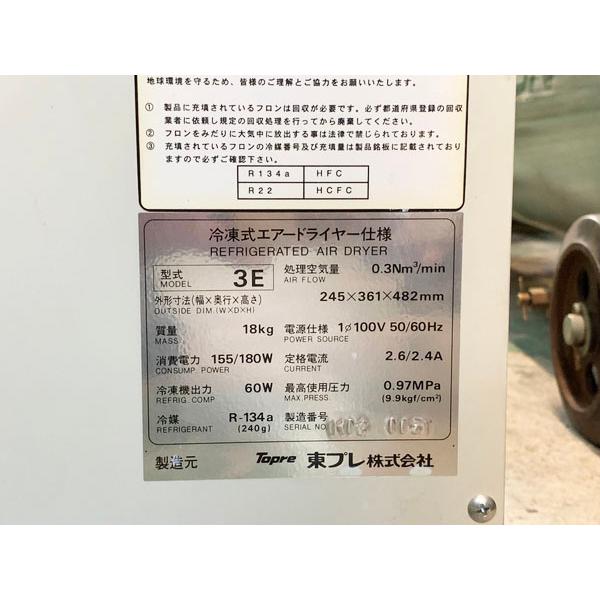 地球環境を守るため、皆様のご理解とご協力をお願いいたします。
① 製品に充填されているフロンは回収が必要です。必ず都道府県登録の回収
業者に依頼し規定の回収処理を行ってから廃棄してください。
② フロンをみだりに大気中に放出する事は法律で禁じられております。
③ 充填されているフロンの冷媒番号及び充填量は製品銘板に記載されており
ますので必ずご確認下さい。
R134a HFC
R22 HCFC
冷凍式エアードライヤー仕様
REFRIGERATED AIR DRYER
型式 MODEL 3E 処理空気量 AIR FLOW 0.3Nm³/min
外形寸法(幅×奥行×高さ) OUTSIDE DIM.(W×D×H) 245×361×482mm
質量 MASS 18kg 電源仕様 POWER SOURCE 1φ100V 50/60Hz
消費電力 CONSUMP. POWER 155/180W 定格電流 CURRENT 2.6/2.4A
冷凍機出力 REFRIG. COMP 60W 最高使用圧力 MAX.PRESS. 0.97MPa (9.9kgf/cm²)
冷媒 REFRIGERANT R-134a (240g) 製造番号 SERIAL NO.
製造元 Topre 東プレ株式会社